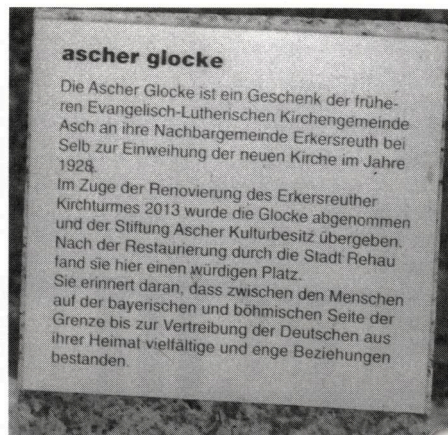 ascher glocke
Die Ascher Glocke ist ein Geschenk der frühe-
ren Evangelisch-Lutherischen Kirchengemeinde
Asch an ihre Nachbargemeinde Erkersreuth bei
Selb zur Einweihung der neuen Kirche im Jahre
1928.
Im Zuge der Renovierung des Erkersreuther
Kirchturmes 2013 wurde die Glocke abgenommen
und der Stiftung Ascher Kulturbesitz übergeben.
Nach der Restaurierung durch die Stadt Rehau
fand sie hier einen würdigen Platz.
Sie erinnert daran, dass zwischen den Menschen
auf der bayerischen und böhmischen Seite der
Grenze bis zur Vertreibung der Deutschen aus
ihrer Heimat vielfältige und enge Beziehungen
bestanden.